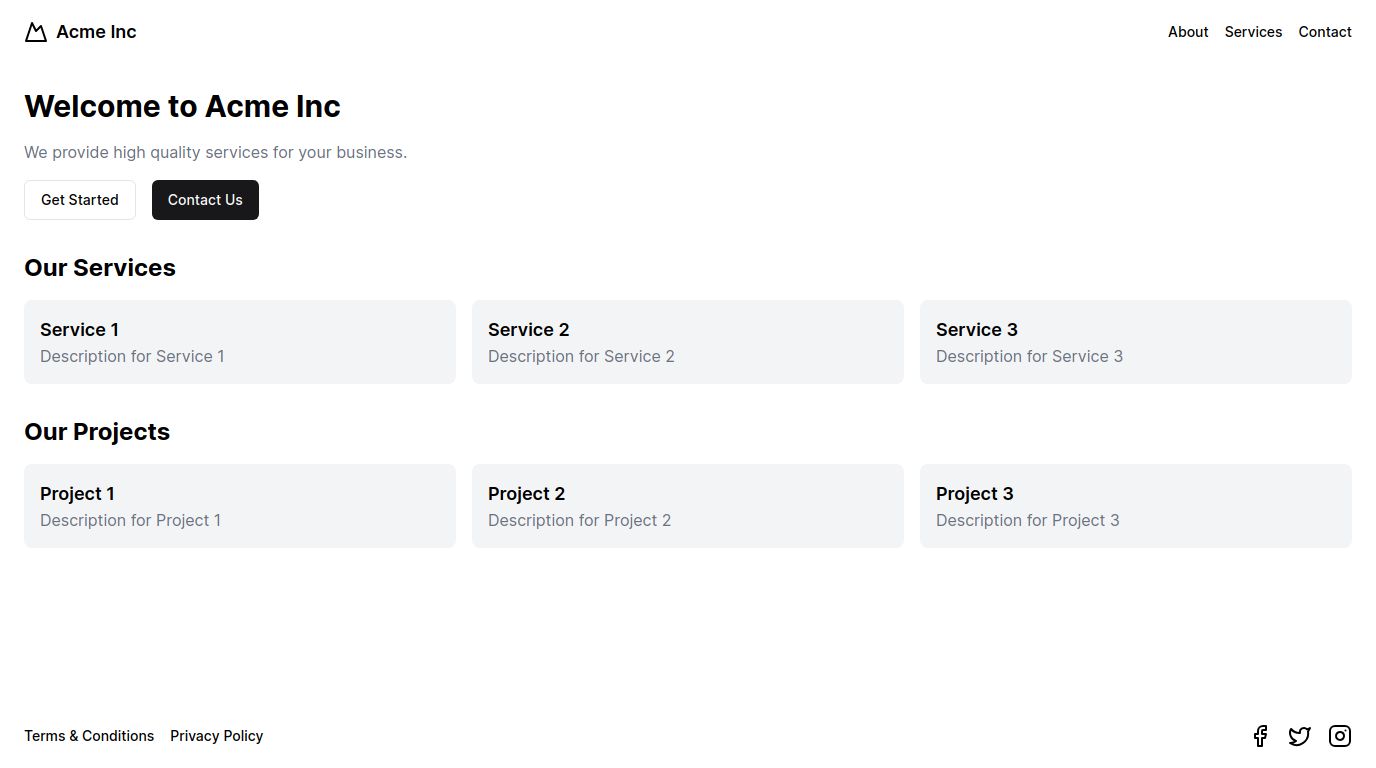 Acme Inc
About Services Contact
Welcome to Acme Inc
We provide high quality services for your business.
Get Started Contact Us
Our Services
Service 1 Service 2 Service 3
Description for Service 1 Description for Service 2 Description for Service 3
Our Projects
Project 1 Project 2 Project 3
Description for Project 1 Description for Project 2 Description for Project 3
Terms & Conditions Privacy Policy